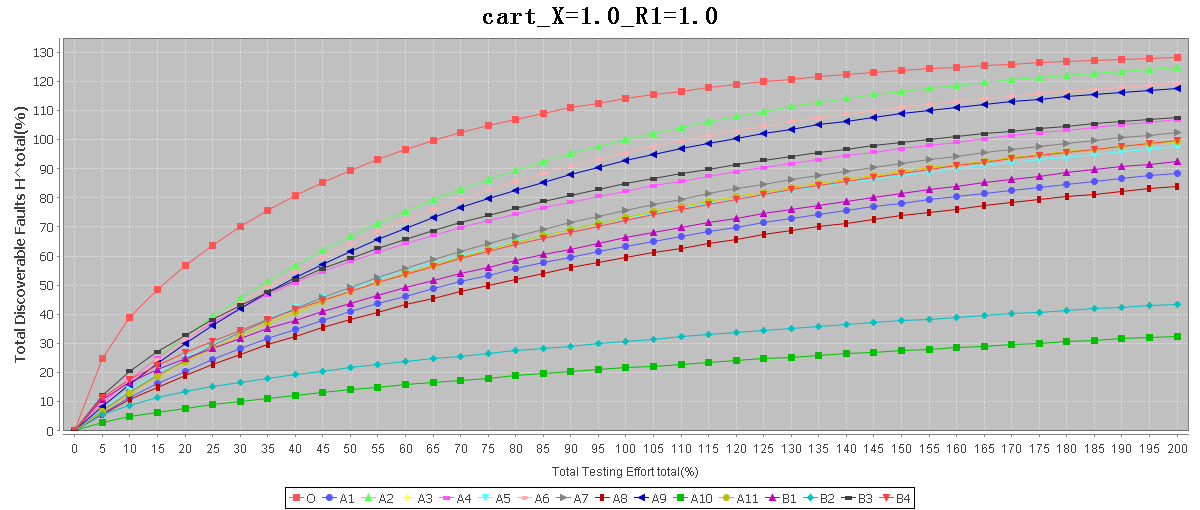 cart_X=1.0_R1=1.0
Total Discoverable Faults H^total(%)
130
120
110
100
90
80
70
60
50
40
30
20
10
0
0 5 10 15 20 25 30 35 40 45 50 55 60 65 70 75 80 85 90 95 100 105 110 115 120 125 130 135 140 145 150 155 160 165 170 175 180 185 190 195 200
Total Testing Effort total(%)
O A1 A2 A3 A4 A5 A6 A7 A8 A9 A10 A11 B1 B2 B3 B4